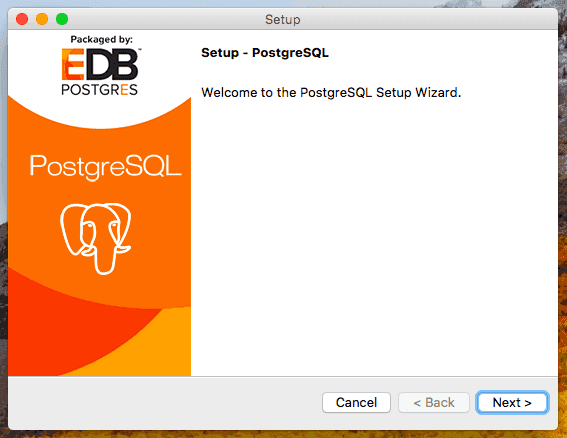 Setup
Packaged by:
EDB™
POSTGRES
PostgreSQL
Setup - PostgreSQL
Welcome to the PostgreSQL Setup Wizard.
Cancel
< Back
Next >